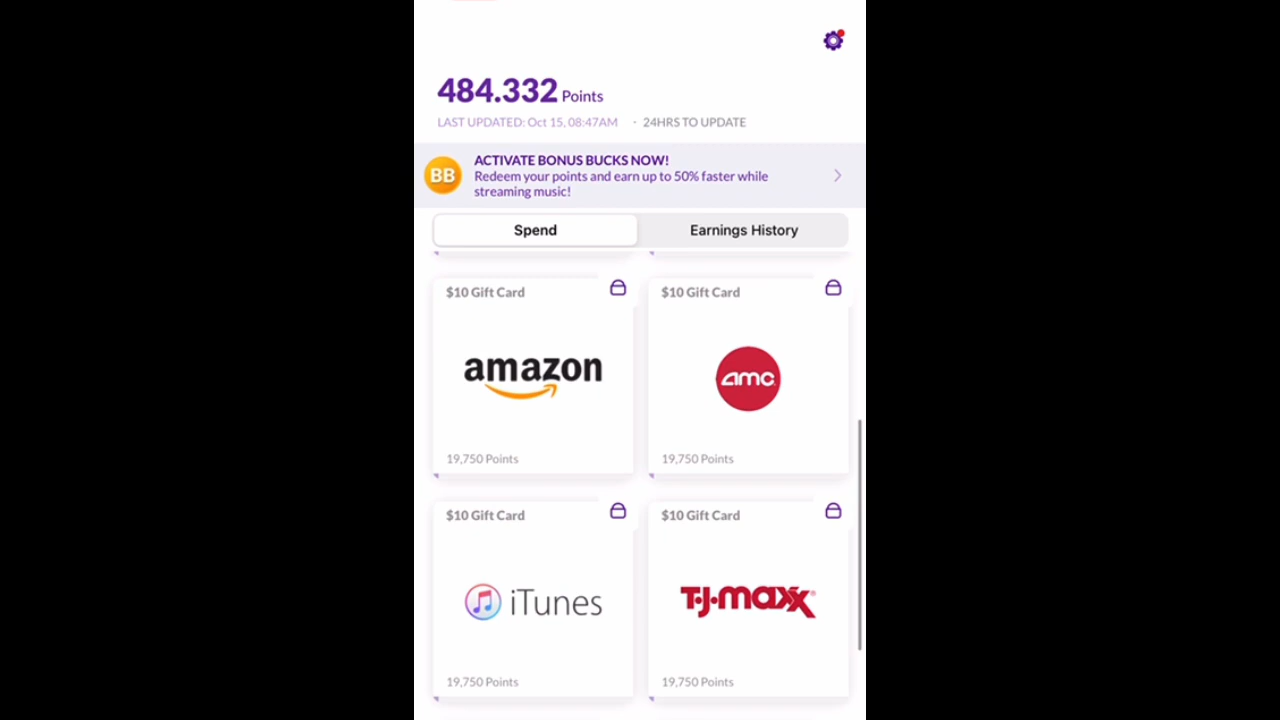 484.332 Points
LAST UPDATED: Oct 15, 08:47AM - 24HRS TO UPDATE
BB
ACTIVATE BONUS BUCKS NOW!
Redeem your points and earn up to 50% faster while
streaming music!
Spend
Earnings History
$10 Gift Card
amazon
19,750 Points
$10 Gift Card
amc
19,750 Points
$10 Gift Card
iTunes
19,750 Points
$10 Gift Card
T·J·maxx®
19,750 Points